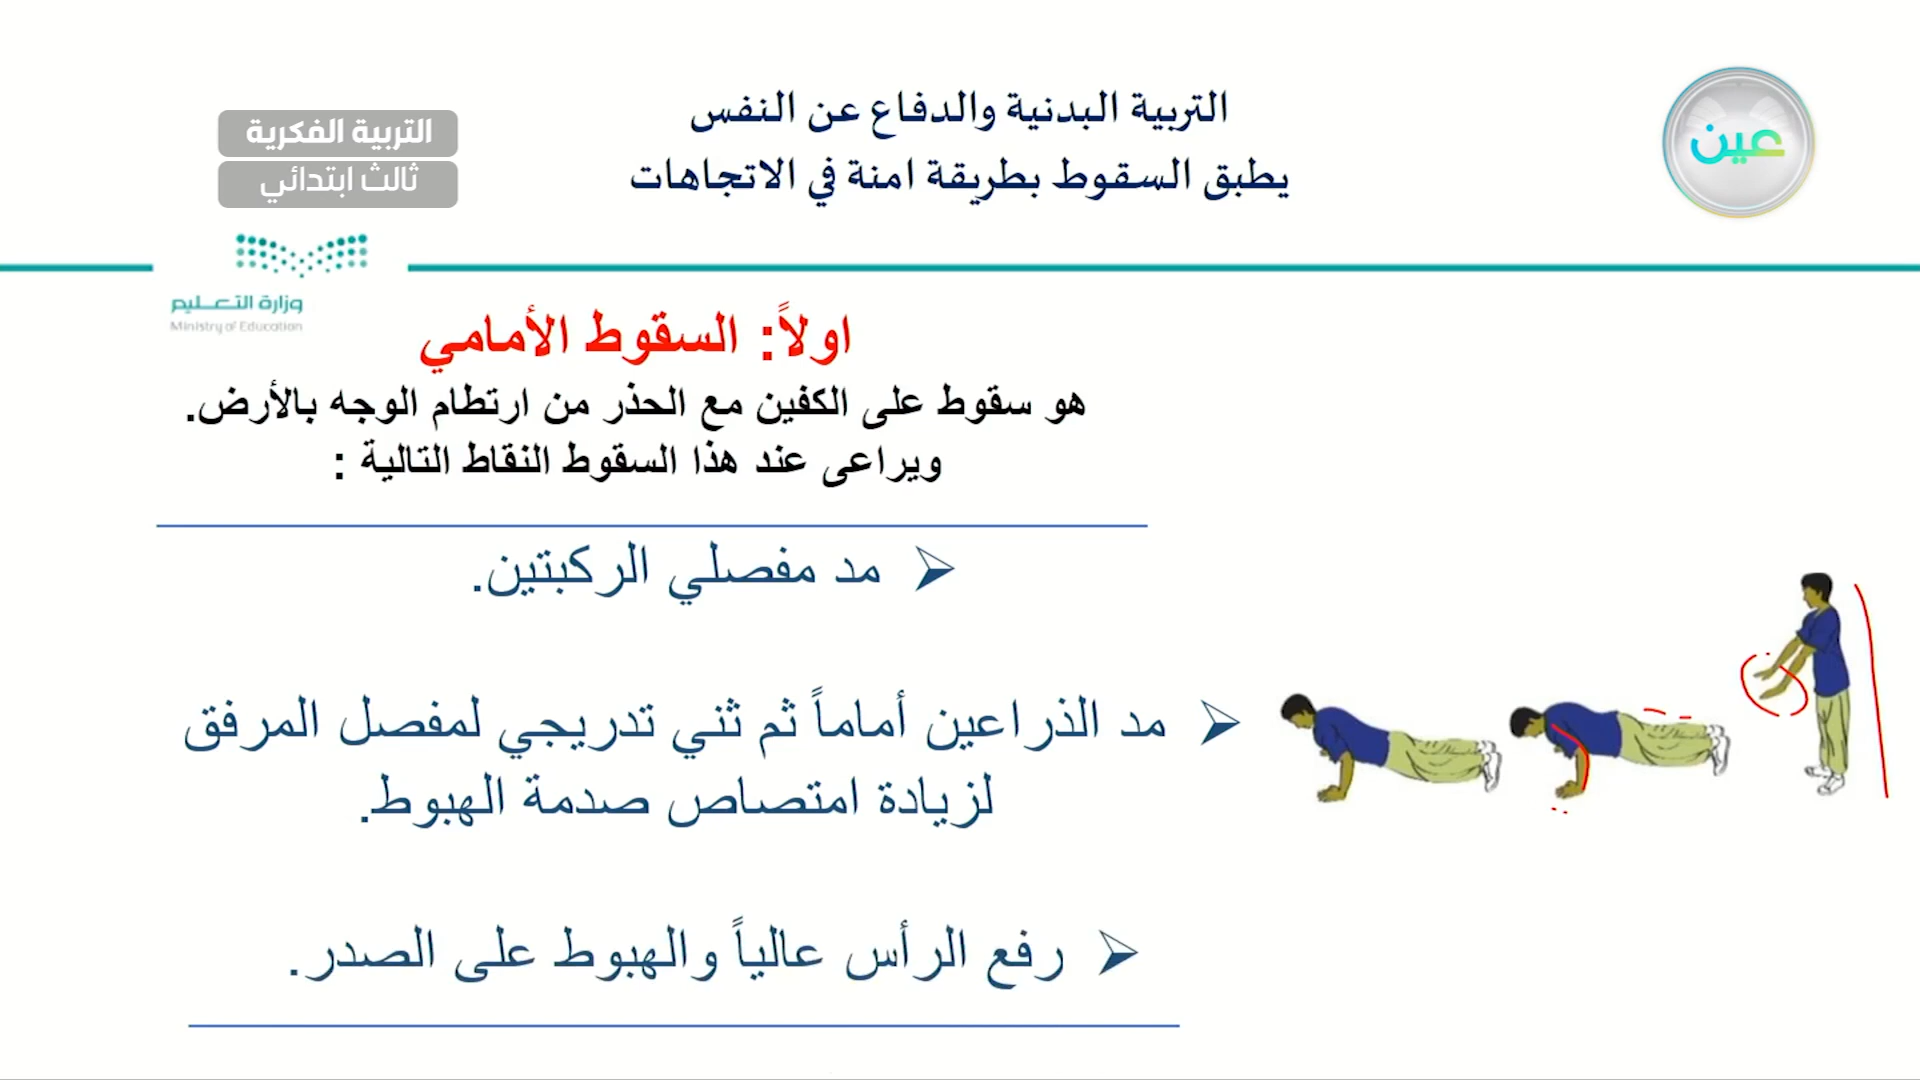 التربية البدنية والدفاع عن النفس
يطبق السقوط بطريقة امنة في الاتجاهات
عين
التربية الفكرية
ثالث ابتدائي
وزارة التعليم
Ministry of Education
اولاً: السقوط الأمامي
هو سقوط على الكفين مع الحذر من ارتطام الوجه بالأرض.
ويراعى عند هذا السقوط النقاط التالية :
مد مفصلي الركبتين.
مد الذراعين أماماً ثم ثني تدريجي لمفصل المرفق
لزيادة امتصاص صدمة الهبوط.
رفع الرأس عالياً والهبوط على الصدر.